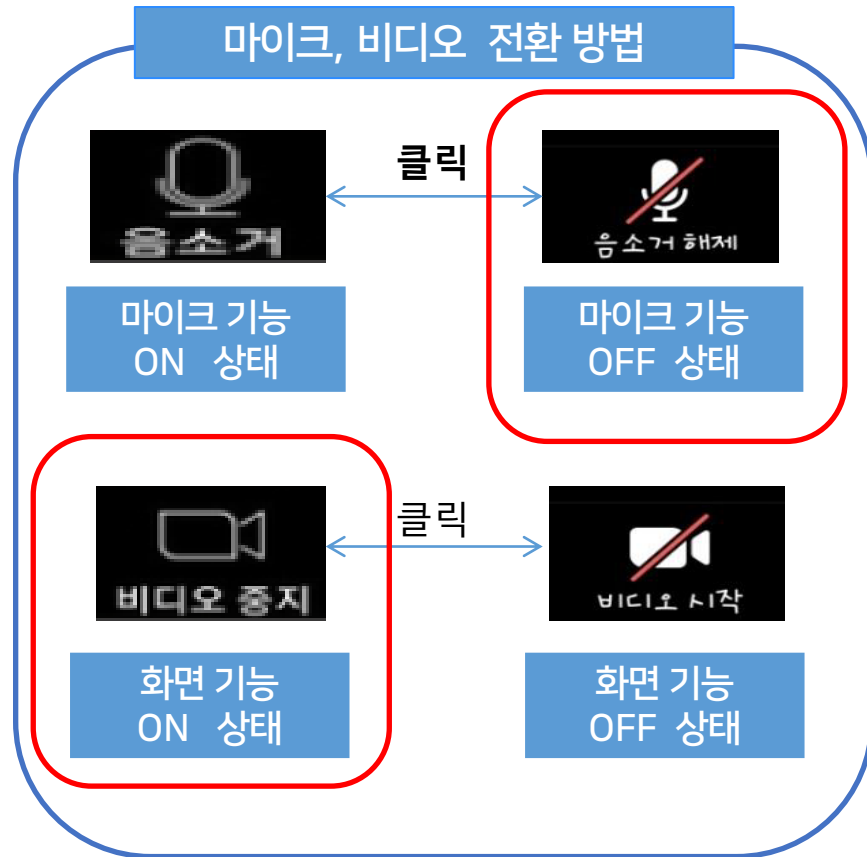 마이크, 비디오 전환 방법
음소거
클릭
음소거 해제
마이크 기능
ON 상태
마이크 기능
OFF 상태
비디오 중지
클릭
비디오 시작
화면 기능
ON 상태
화면 기능
OFF 상태